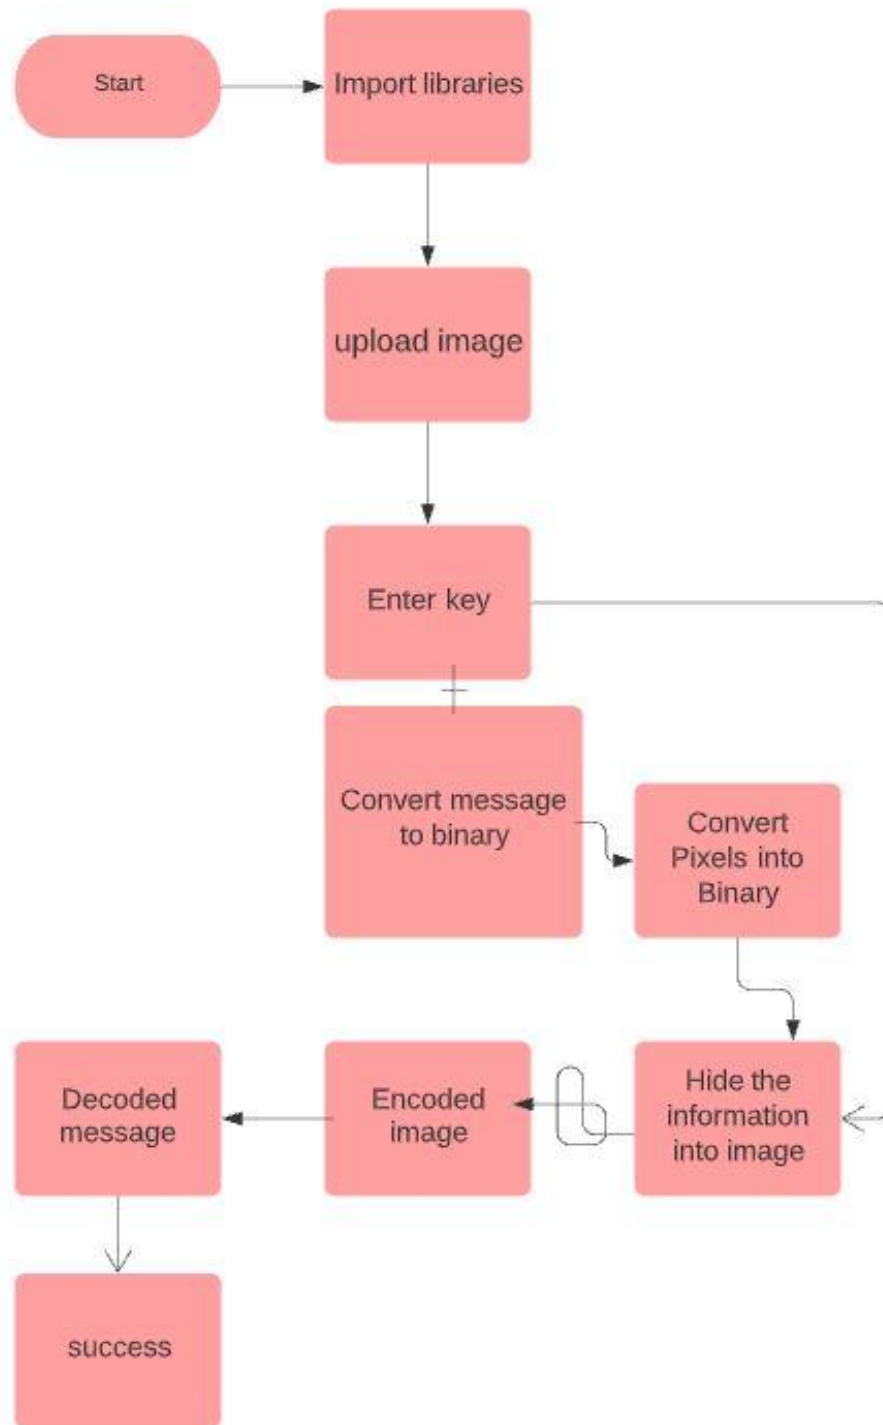 Start
Import libraries
upload image
Enter key
Convert message
to binary
Convert
Pixels into
Binary
Hide the
information
into image
Encoded
image
Decoded
message
success